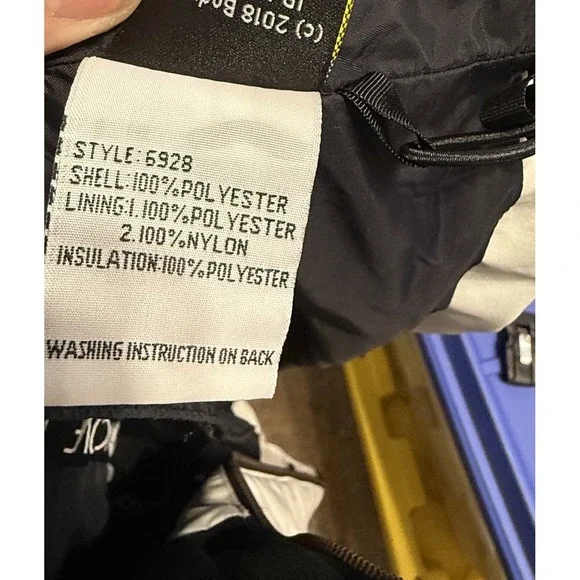 (c) 2018
STYLE: 6928
SHELL:100%POLYESTER
LINING:1.100%POLYESTER
2.100%NYLON
INSULATION:100%POLYESTER
WASHING INSTRUCTION ON BACK